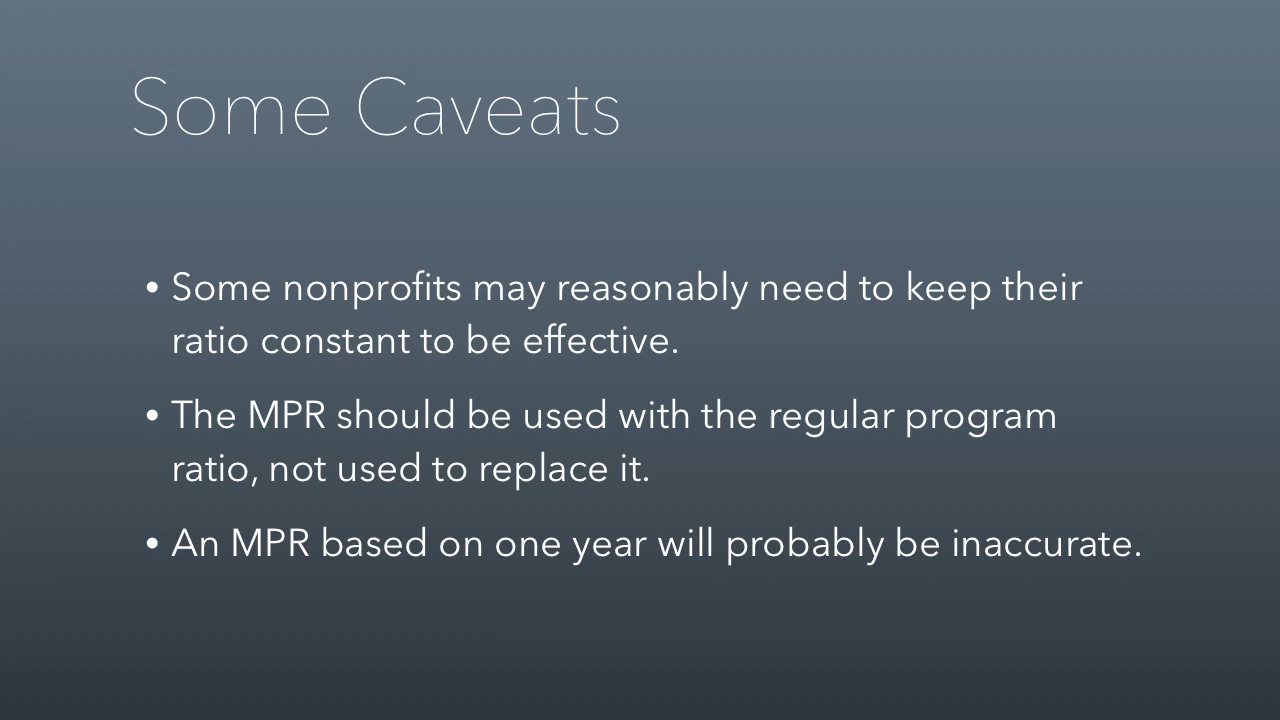 Some Caveats
• Some nonprofits may reasonably need to keep their
ratio constant to be effective.
• The MPR should be used with the regular program
ratio, not used to replace it.
• An MPR based on one year will probably be inaccurate.